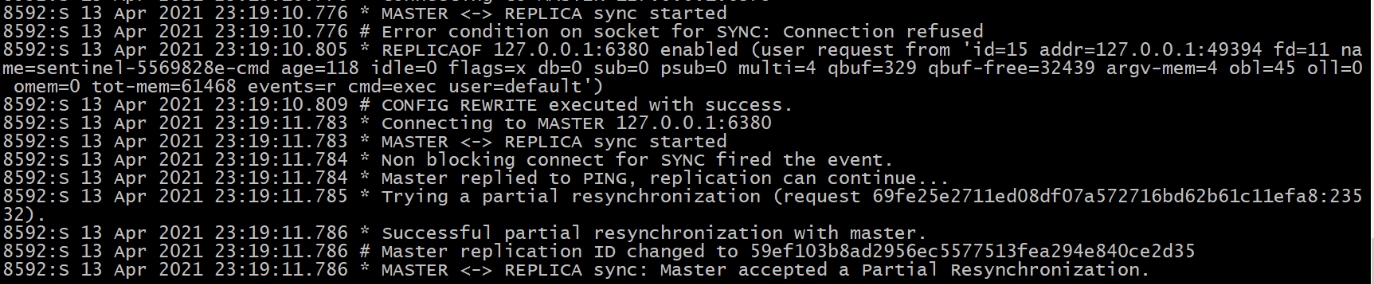 8592:S 13 Apr 2021 23:19:10.776 * MASTER <-> REPLICA sync started
8592:S 13 Apr 2021 23:19:10.776 # Error condition on socket for SYNC: Connection refused
8592:S 13 Apr 2021 23:19:10.805 * REPLICAOF 127.0.0.1:6380 enabled (user request from 'id=15 addr=127.0.0.1:49394 fd=11 na
me=sentinel-5569828e-cmd age=118 idle=0 flags=x db=0 sub=0 psub=0 multi=4 qbuf=329 qbuf-free=32439 argv-mem=4 obl=45 oll=0
 omem=0 tot-mem=61468 events=r cmd=exec user=default')
8592:S 13 Apr 2021 23:19:10.809 # CONFIG REWRITE executed with success.
8592:S 13 Apr 2021 23:19:11.783 * Connecting to MASTER 127.0.0.1:6380
8592:S 13 Apr 2021 23:19:11.783 * MASTER <-> REPLICA sync started
8592:S 13 Apr 2021 23:19:11.784 * Non blocking connect for SYNC fired the event.
8592:S 13 Apr 2021 23:19:11.784 * Master replied to PING, replication can continue...
8592:S 13 Apr 2021 23:19:11.785 * Trying a partial resynchronization (request 69fe25e2711ed08df07a572716bd62b61c11efa8:235
32).
8592:S 13 Apr 2021 23:19:11.786 * Successful partial resynchronization with master.
8592:S 13 Apr 2021 23:19:11.786 # Master replication ID changed to 59ef103b8ad2956ec5577513fea294e840ce2d35
8592:S 13 Apr 2021 23:19:11.786 * MASTER <-> REPLICA sync: Master accepted a Partial Resynchronization.